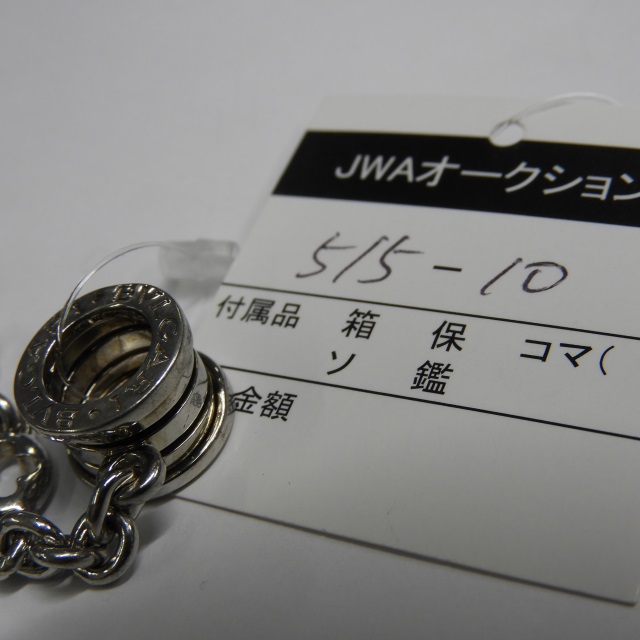 JWAオークション
515-10
付属品 箱 保 コマ(
ソ 鑑
金額